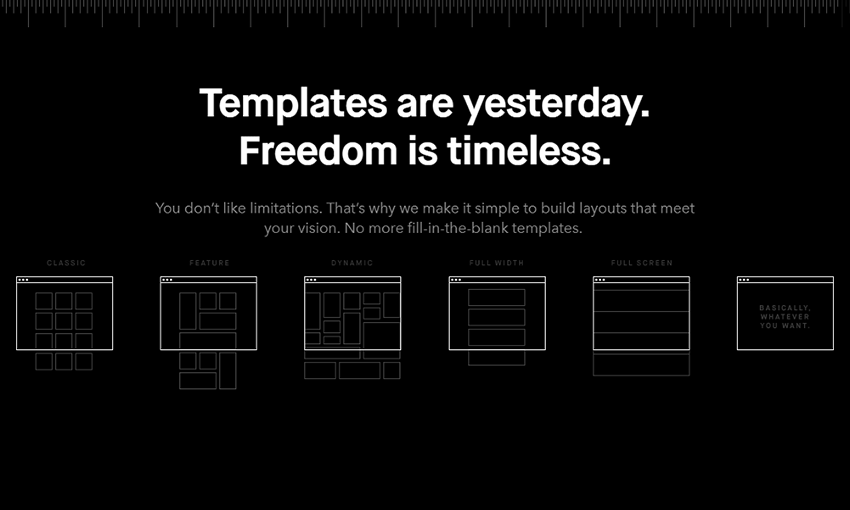 Templates are yesterday.
Freedom is timeless.
You don’t like limitations. That’s why we make it simple to build layouts that meet
your vision. No more fill-in-the-blank templates.
CLASSIC
FEATURE
DYNAMIC
FULL WIDTH
FULL SCREEN
BASICALLY,
WHATEVER
YOU WANT.